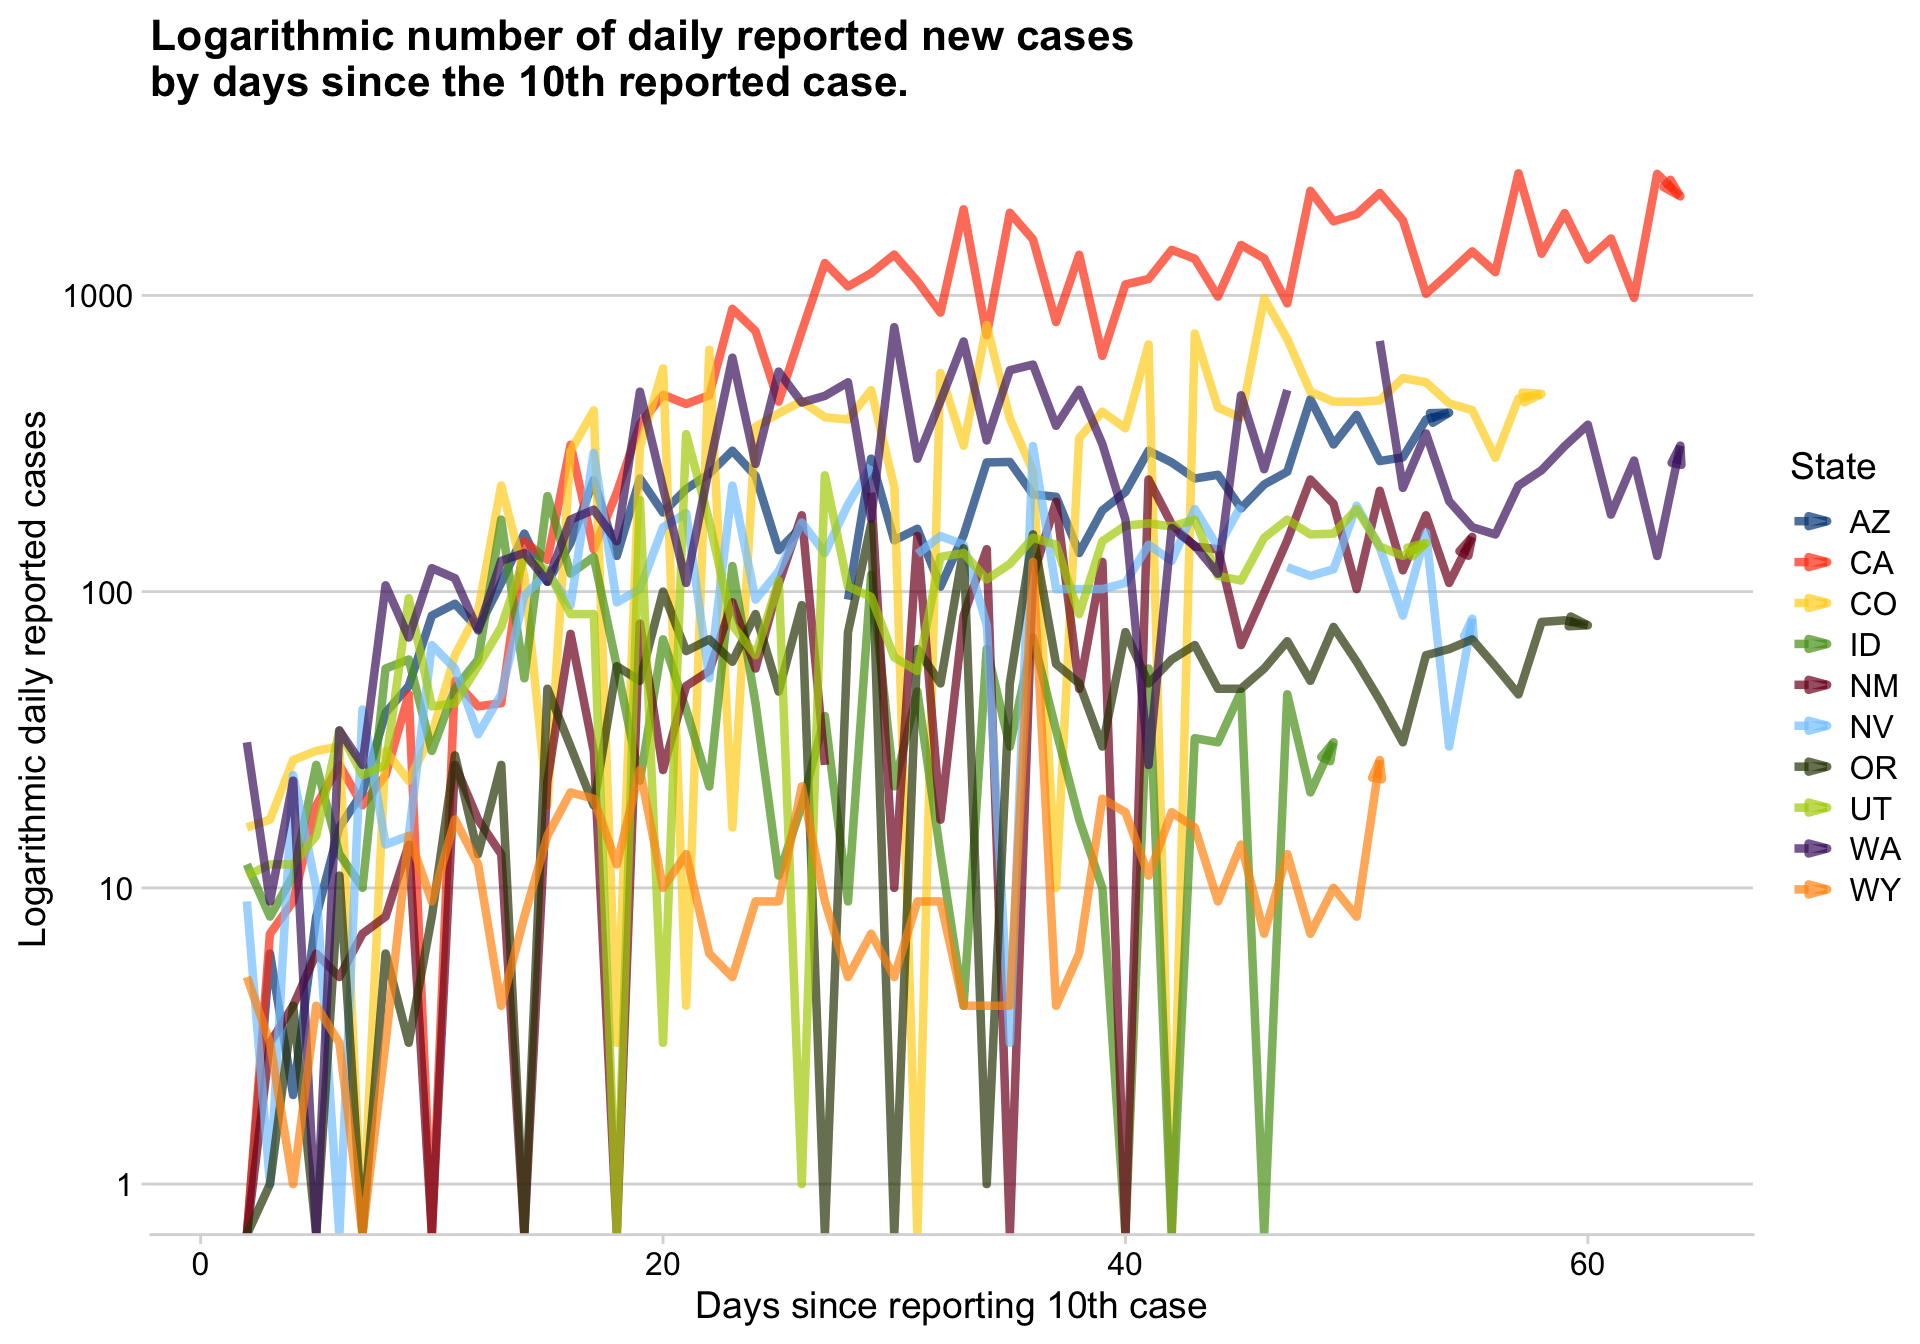 Logarithmic number of daily reported new cases
by days since the 10th reported case.
Logarithmic daily reported cases
1000
100
10
1
0
20
40
60
Days since reporting 10th case
State
AZ
CA
CO
ID
NM
NV
OR
UT
WA
WY